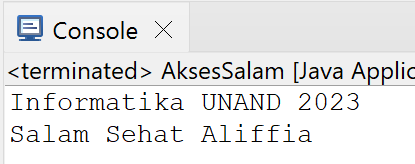 Console
<terminated> AksesSalam [Java Applic
Informatika UNAND 2023
Salam Sehat Aliffia